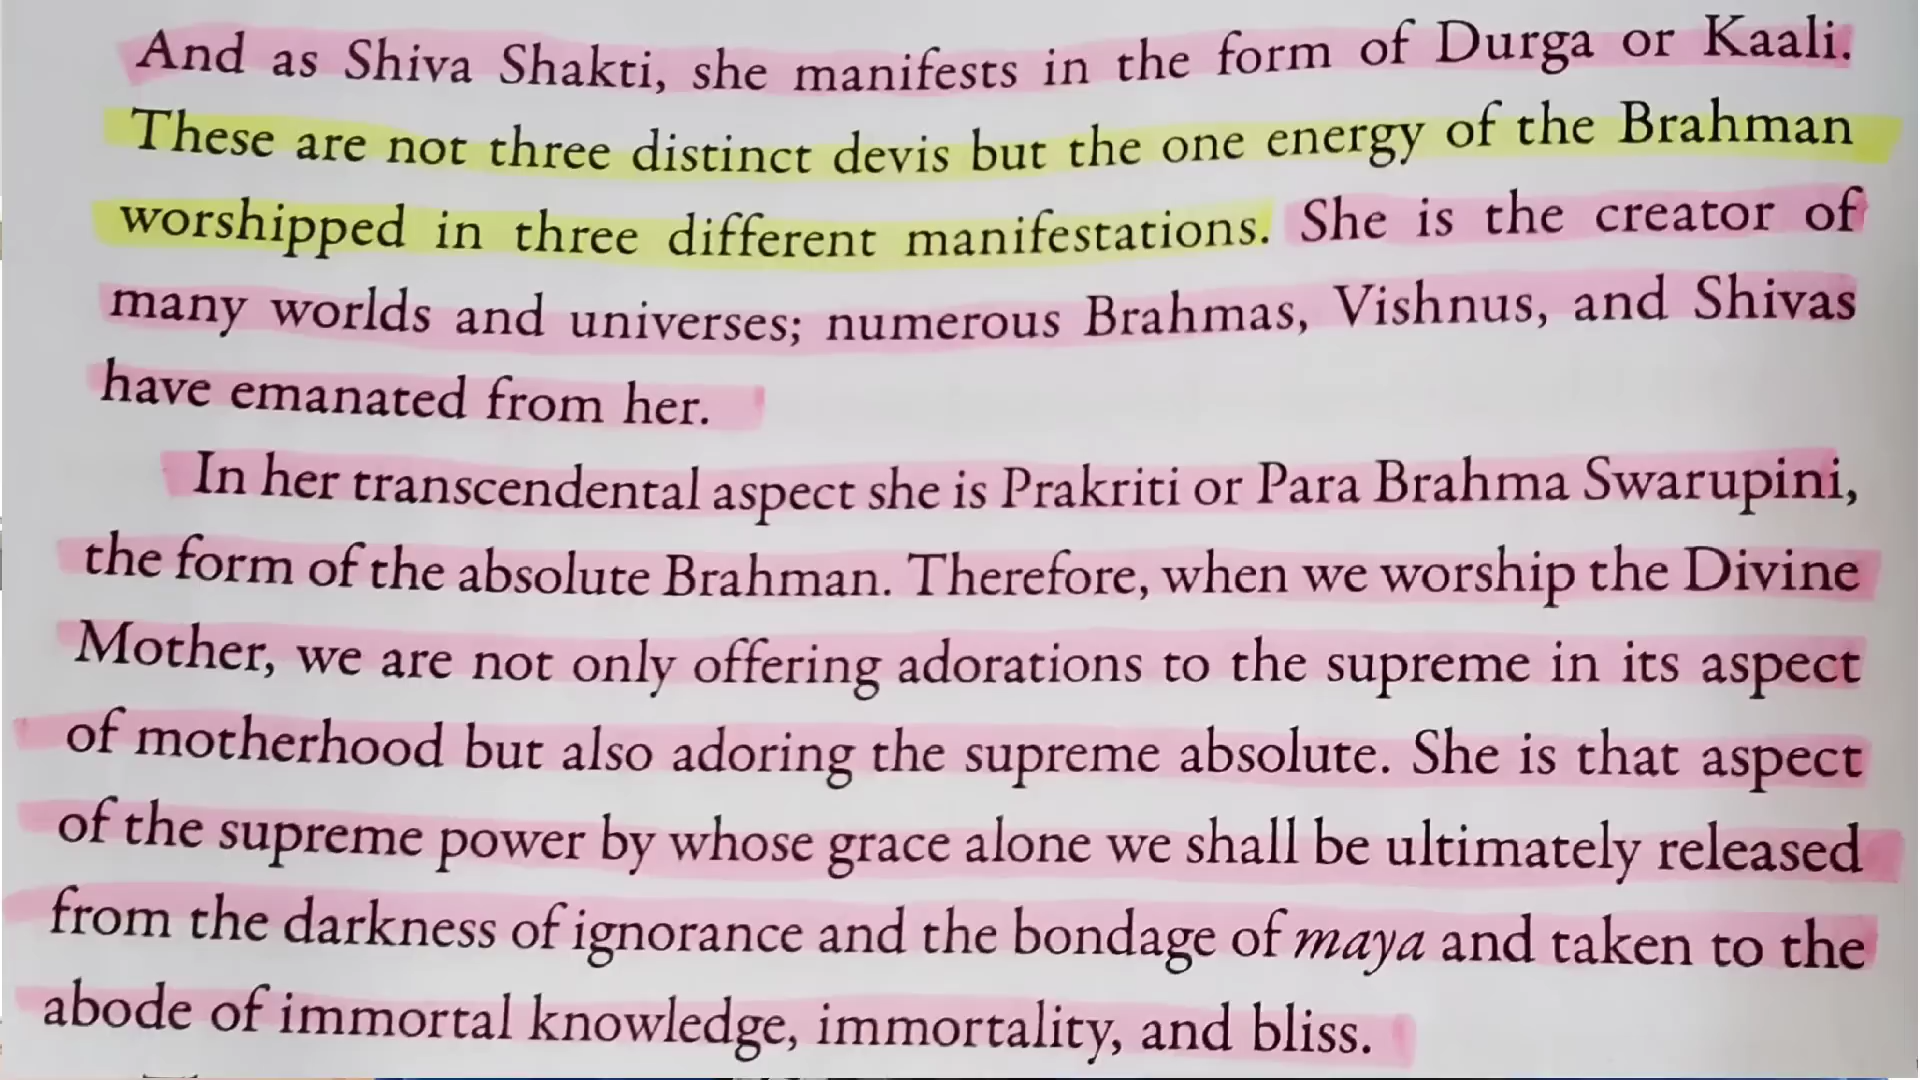 And as Shiva Shakti, she manifests in the form of Durga or Kaali.
These are not three distinct devis but the one energy of the Brahman
worshipped in three different manifestations. She is the creator of
many worlds and universes; numerous Brahmas, Vishnus, and Shivas
have emanated from her.
In her transcendental aspect she is Prakriti or Para Brahma Swarupini,
the form of the absolute Brahman. Therefore, when we worship the Divine
Mother, we are not only offering adorations to the supreme in its aspect
of motherhood but also adoring the supreme absolute. She is that aspect
of the supreme power by whose grace alone we shall be ultimately released
from the darkness of ignorance and the bondage of maya and taken to the
abode of immortal knowledge, immortality, and bliss.